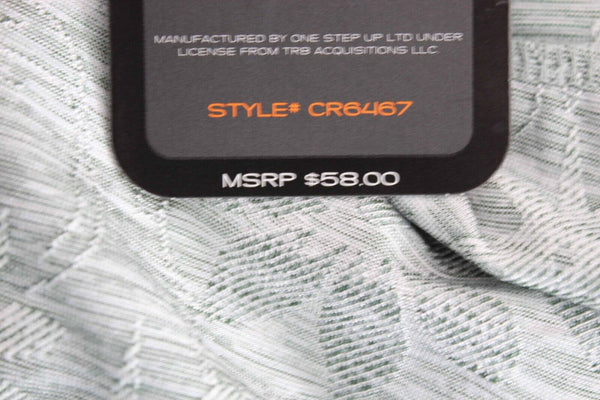 MANUFACTURED BY ONE STEP UP LTD UNDER
LICENSE FROM TRB ACQUISITIONS LLC.
STYLE# CR6467
MSRP $58.00